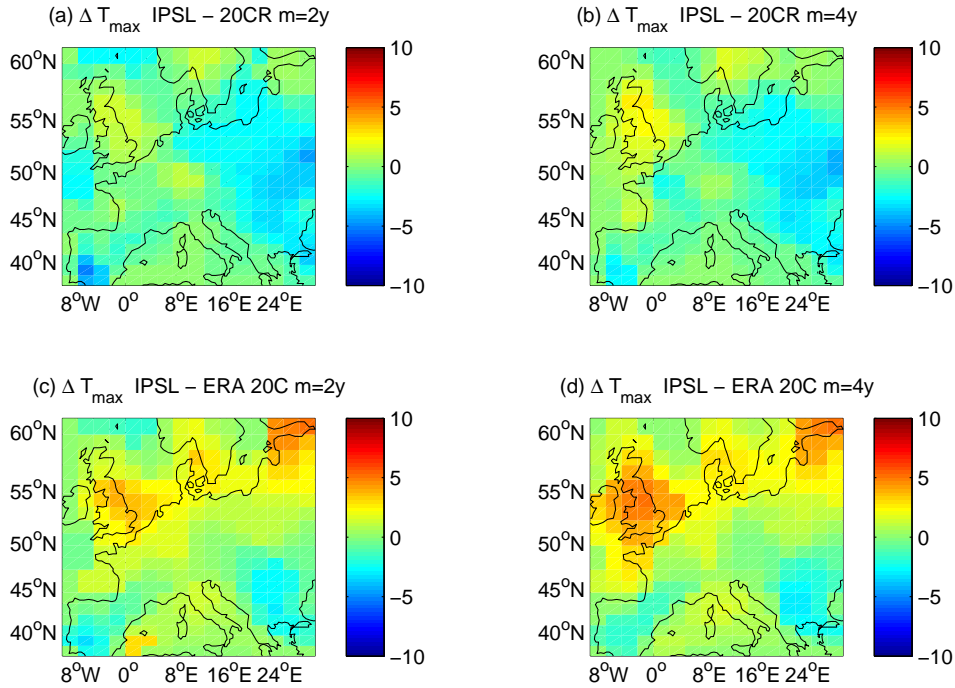 (a) Δ T_max IPSL − 20CR m=2y
60°N
55°N
50°N
45°N
40°N
8°W 0° 8°E 16°E 24°E
10
5
0
−5
−10
(b) Δ T_max IPSL − 20CR m=4y
60°N
55°N
50°N
45°N
40°N
8°W 0° 8°E 16°E 24°E
10
5
0
−5
−10
(c) Δ T_max IPSL − ERA 20C m=2y
60°N
55°N
50°N
45°N
40°N
8°W 0° 8°E 16°E 24°E
10
5
0
−5
−10
(d) Δ T_max IPSL − ERA 20C m=4y
60°N
55°N
50°N
45°N
40°N
8°W 0° 8°E 16°E 24°E
10
5
0
−5
−10